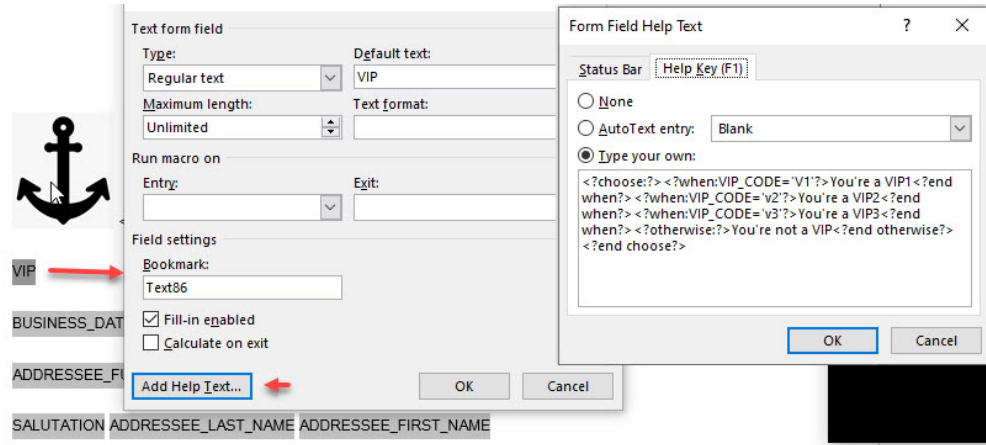 Text form field
Type:
Default text:
Regular text
VIP
Maximum length:
Text format:
Unlimited
Run macro on
Entry:
Exit:
Field settings
Bookmark:
Text86
Fill-in enabled
Calculate on exit
Add Help Text...
OK
Cancel
Form Field Help Text
?
Status Bar
Help Key (F1)
None
AutoText entry:
Blank
Type your own:
<?choose:?> <?when:VIP_CODE='V1'?>You're a VIP1<?end
when?> <?when:VIP_CODE='v2'?>You're a VIP2<?end
when?> <?when:VIP_CODE='v3'?>You're a VIP3<?end
when?> <?otherwise:?>You're not a VIP<?end otherwise?>
<?end choose?>
OK
Cancel
VIP
BUSINESS_DAT
ADDRESSEE_FU
SALUTATION ADDRESSEE_LAST_NAME ADDRESSEE_FIRST_NAME